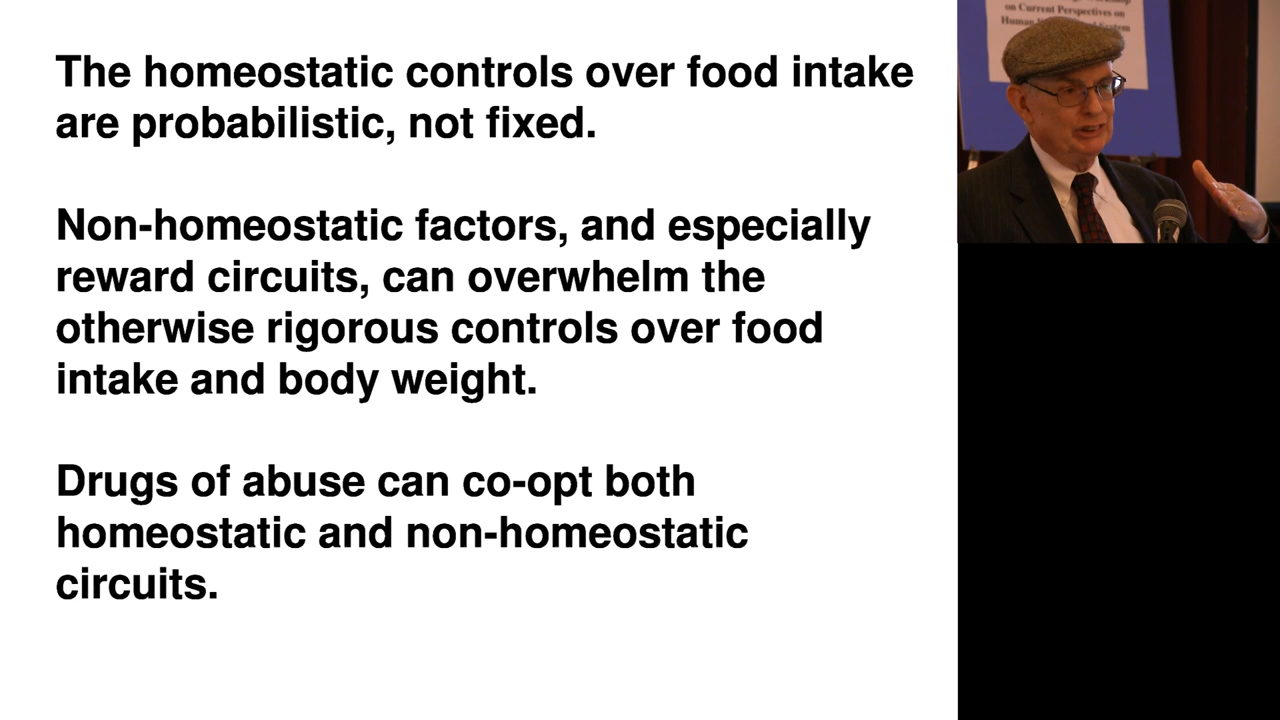 The homeostatic controls over food intake
are probabilistic, not fixed.
Non-homeostatic factors, and especially
reward circuits, can overwhelm the
otherwise rigorous controls over food
intake and body weight.
Drugs of abuse can co-opt both
homeostatic and non-homeostatic
circuits.
on Current Perspectives on
Human